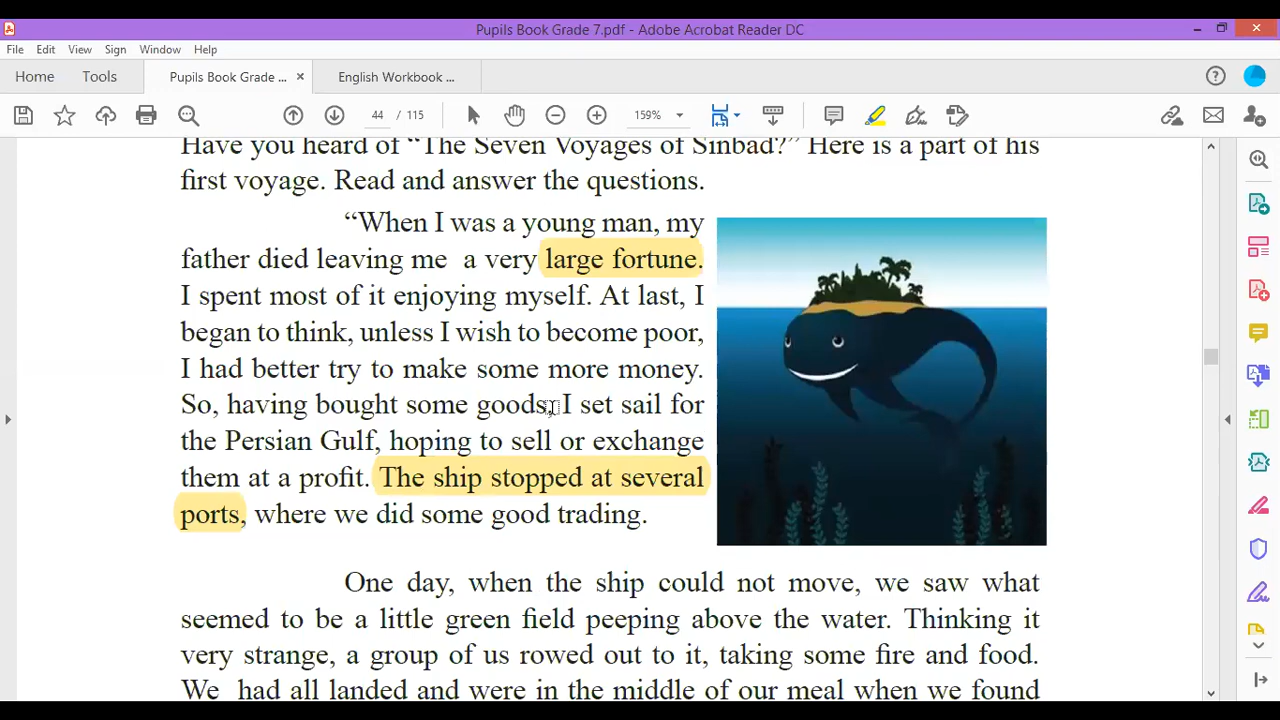 Pupils Book Grade 7.pdf - Adobe Acrobat Reader DC
File Edit View Sign Window Help
Home Tools Pupils Book Grade ... × English Workbook ...
44 / 115 159%
Have you heard of “The Seven Voyages of Sinbad?” Here is a part of his
first voyage. Read and answer the questions.
“When I was a young man, my
father died leaving me a very large fortune.
I spent most of it enjoying myself. At last, I
began to think, unless I wish to become poor,
I had better try to make some more money.
So, having bought some goods, I set sail for
the Persian Gulf, hoping to sell or exchange
them at a profit. The ship stopped at several
ports, where we did some good trading.
One day, when the ship could not move, we saw what
seemed to be a little green field peeping above the water. Thinking it
very strange, a group of us rowed out to it, taking some fire and food.
We had all landed and were in the middle of our meal when we found